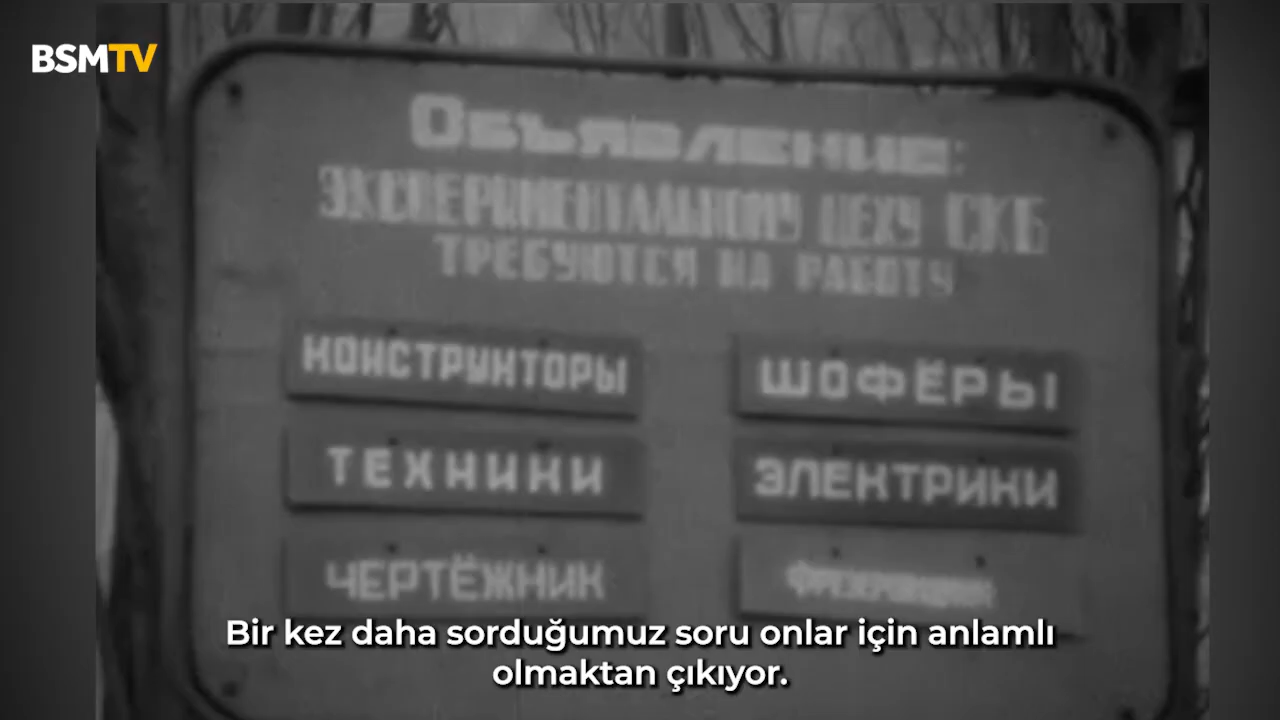 BSMTV
Объявление:
ЭКСПЕРИМЕНТАЛЬНОМУ ЦЕХУ СКБ
ТРЕБУЮТСЯ НА РАБОТУ
КОНСТРУКТОРЫ
ШОФЁРЫ
ТЕХНИКИ
ЭЛЕКТРИКИ
ЧЕРТЁЖНИК
Bir kez daha sorduğumuz soru onlar için anlamlı
olmaktan çıkıyor.